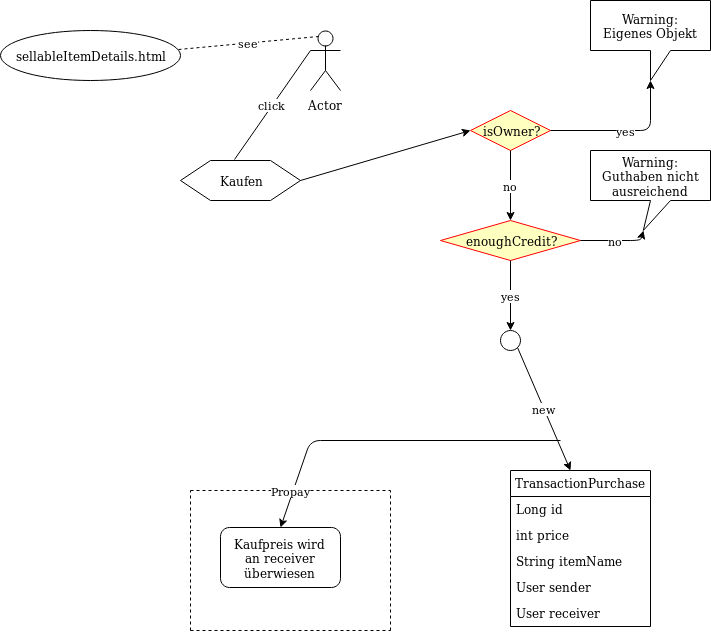 Warning:
Eigenes Objekt
see
sellableItemDetails.html
click
Actor
isOwner?
yes
Kaufen
no
Warning:
Guthaben nicht
ausreichend
enoughCredit?
no
yes
new
Propay
TransactionPurchase
Long id
int price
String itemName
User sender
User receiver
Kaufpreis wird
an receiver
überwiesen